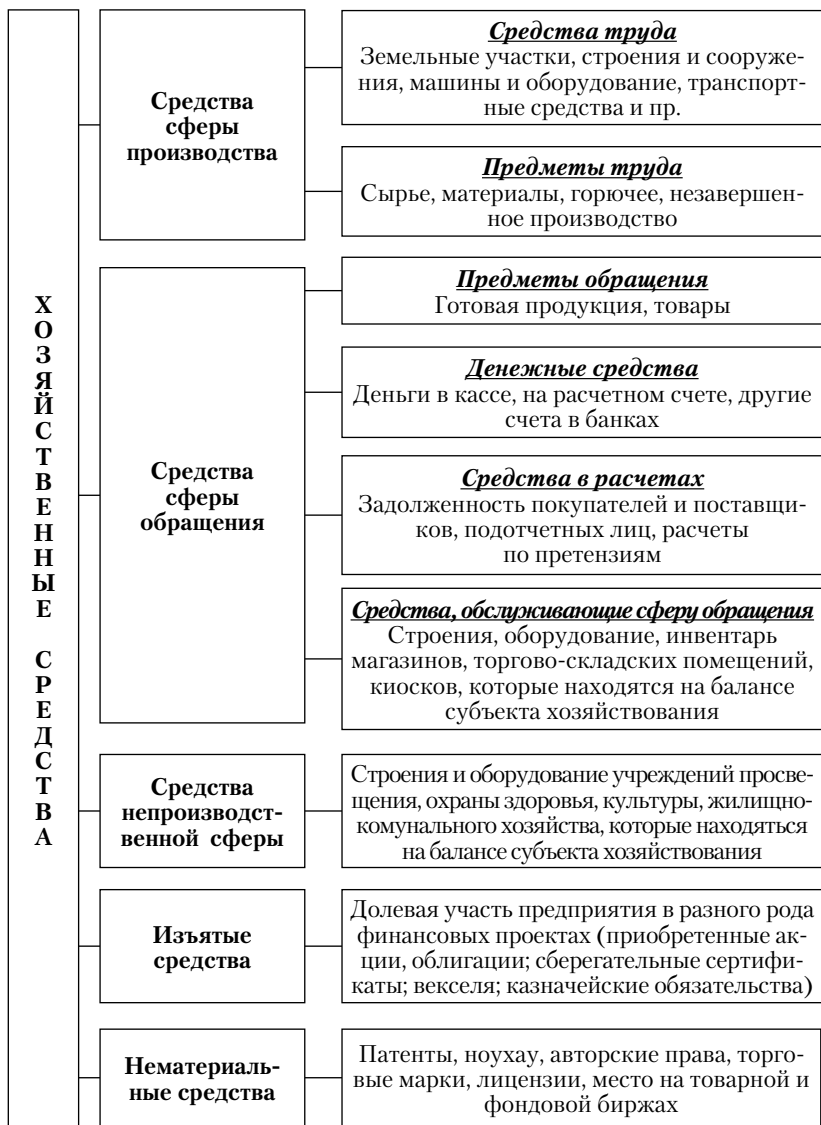 ХОЗЯЙСТВЕННЫЕ СРЕДСТВА
Средства
сферы
производства
Средства труда
Земельные участки, строения и сооруже-
ния, машины и оборудование, транспорт-
ные средства и пр.
Предметы труда
Сырье, материалы, горючее, незавершен-
ное производство
Средства
сферы
обращения
Предметы обращения
Готовая продукция, товары
Денежные средства
Деньги в кассе, на расчетном счете, другие
счета в банках
Средства в расчетах
Задолженность покупателей и поставщи-
ков, подотчетных лиц, расчеты
по претензиям
Средства, обслуживающие сферу обращения
Строения, оборудование, инвентарь
магазинов, торгово-складских помещений,
киосков, которые находятся на балансе
субъекта хозяйствования
Средства
непроизводст-
венной сферы
Строения и оборудование учреждений просве-
щения, охраны здоровья, культуры, жилищно-
комунального хозяйства, которые находяться
на балансе субъекта хозяйствования
Изъятые
средства
Долевая участь предприятия в разного рода
финансовых проектах (приобретенные ак-
ции, облигации; сберегательные сертифи-
каты; векселя; казначейские обязательства)
Нематериаль-
ные средства
Патенты, ноухау, авторские права, торго-
вые марки, лицензии, место на товарной и
фондовой биржах